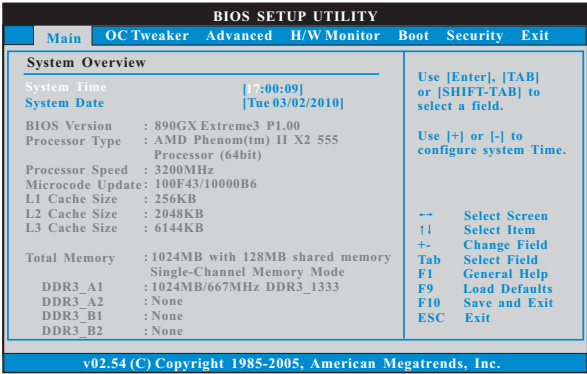 BIOS SETUP UTILITY
Main OC Tweaker Advanced H/W Monitor Boot Security Exit
System Overview
System Time [17:00:09]
System Date [Tue 03/02/2010]
BIOS Version : 890GX Extreme3 P1.00
Processor Type : AMD Phenom(tm) II X2 555
Processor (64bit)
Processor Speed : 3200MHz
Microcode Update : 100F43/10000B6
L1 Cache Size : 256KB
L2 Cache Size : 2048KB
L3 Cache Size : 6144KB
Total Memory : 1024MB with 128MB shared memory
Single-Channel Memory Mode
DDR3_A1 : 1024MB/667MHz DDR3_1333
DDR3_A2 : None
DDR3_B1 : None
DDR3_B2 : None
Use [Enter], [TAB]
or [SHIFT-TAB] to
select a field.
Use [+] or [-] to
configure system Time.
←→ Select Screen
↑↓ Select Item
+- Change Field
Tab Select Field
F1 General Help
F9 Load Defaults
F10 Save and Exit
ESC Exit
v02.54 (C) Copyright 1985-2005, American Megatrends, Inc.